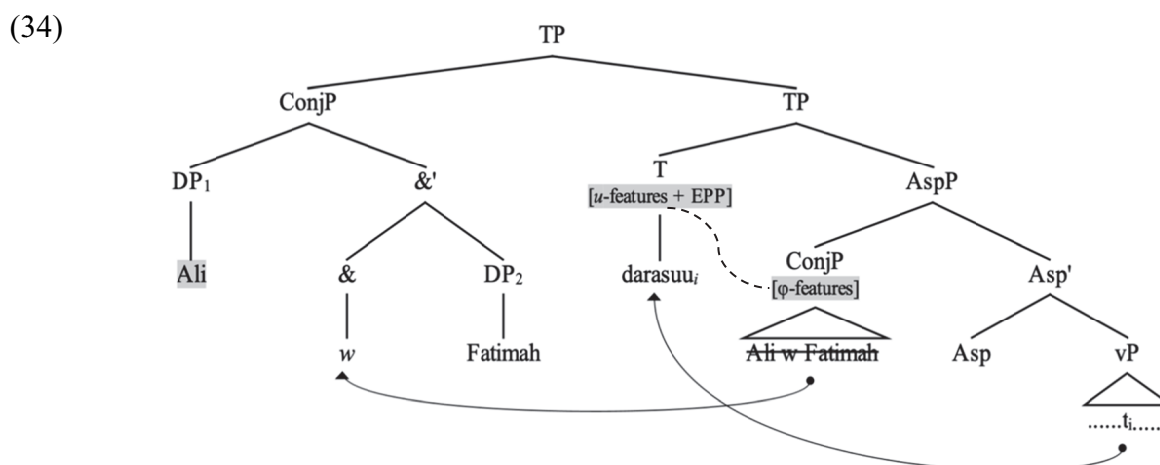 (34)
TP
ConjP TP
DP₁ &' T AspP
[u-features + EPP]
Ali & DP₂ darasuuᵢ ConjP Asp'
[φ-features]
w Fatimah Ali w Fatimah Asp vP
......tᵢ.....